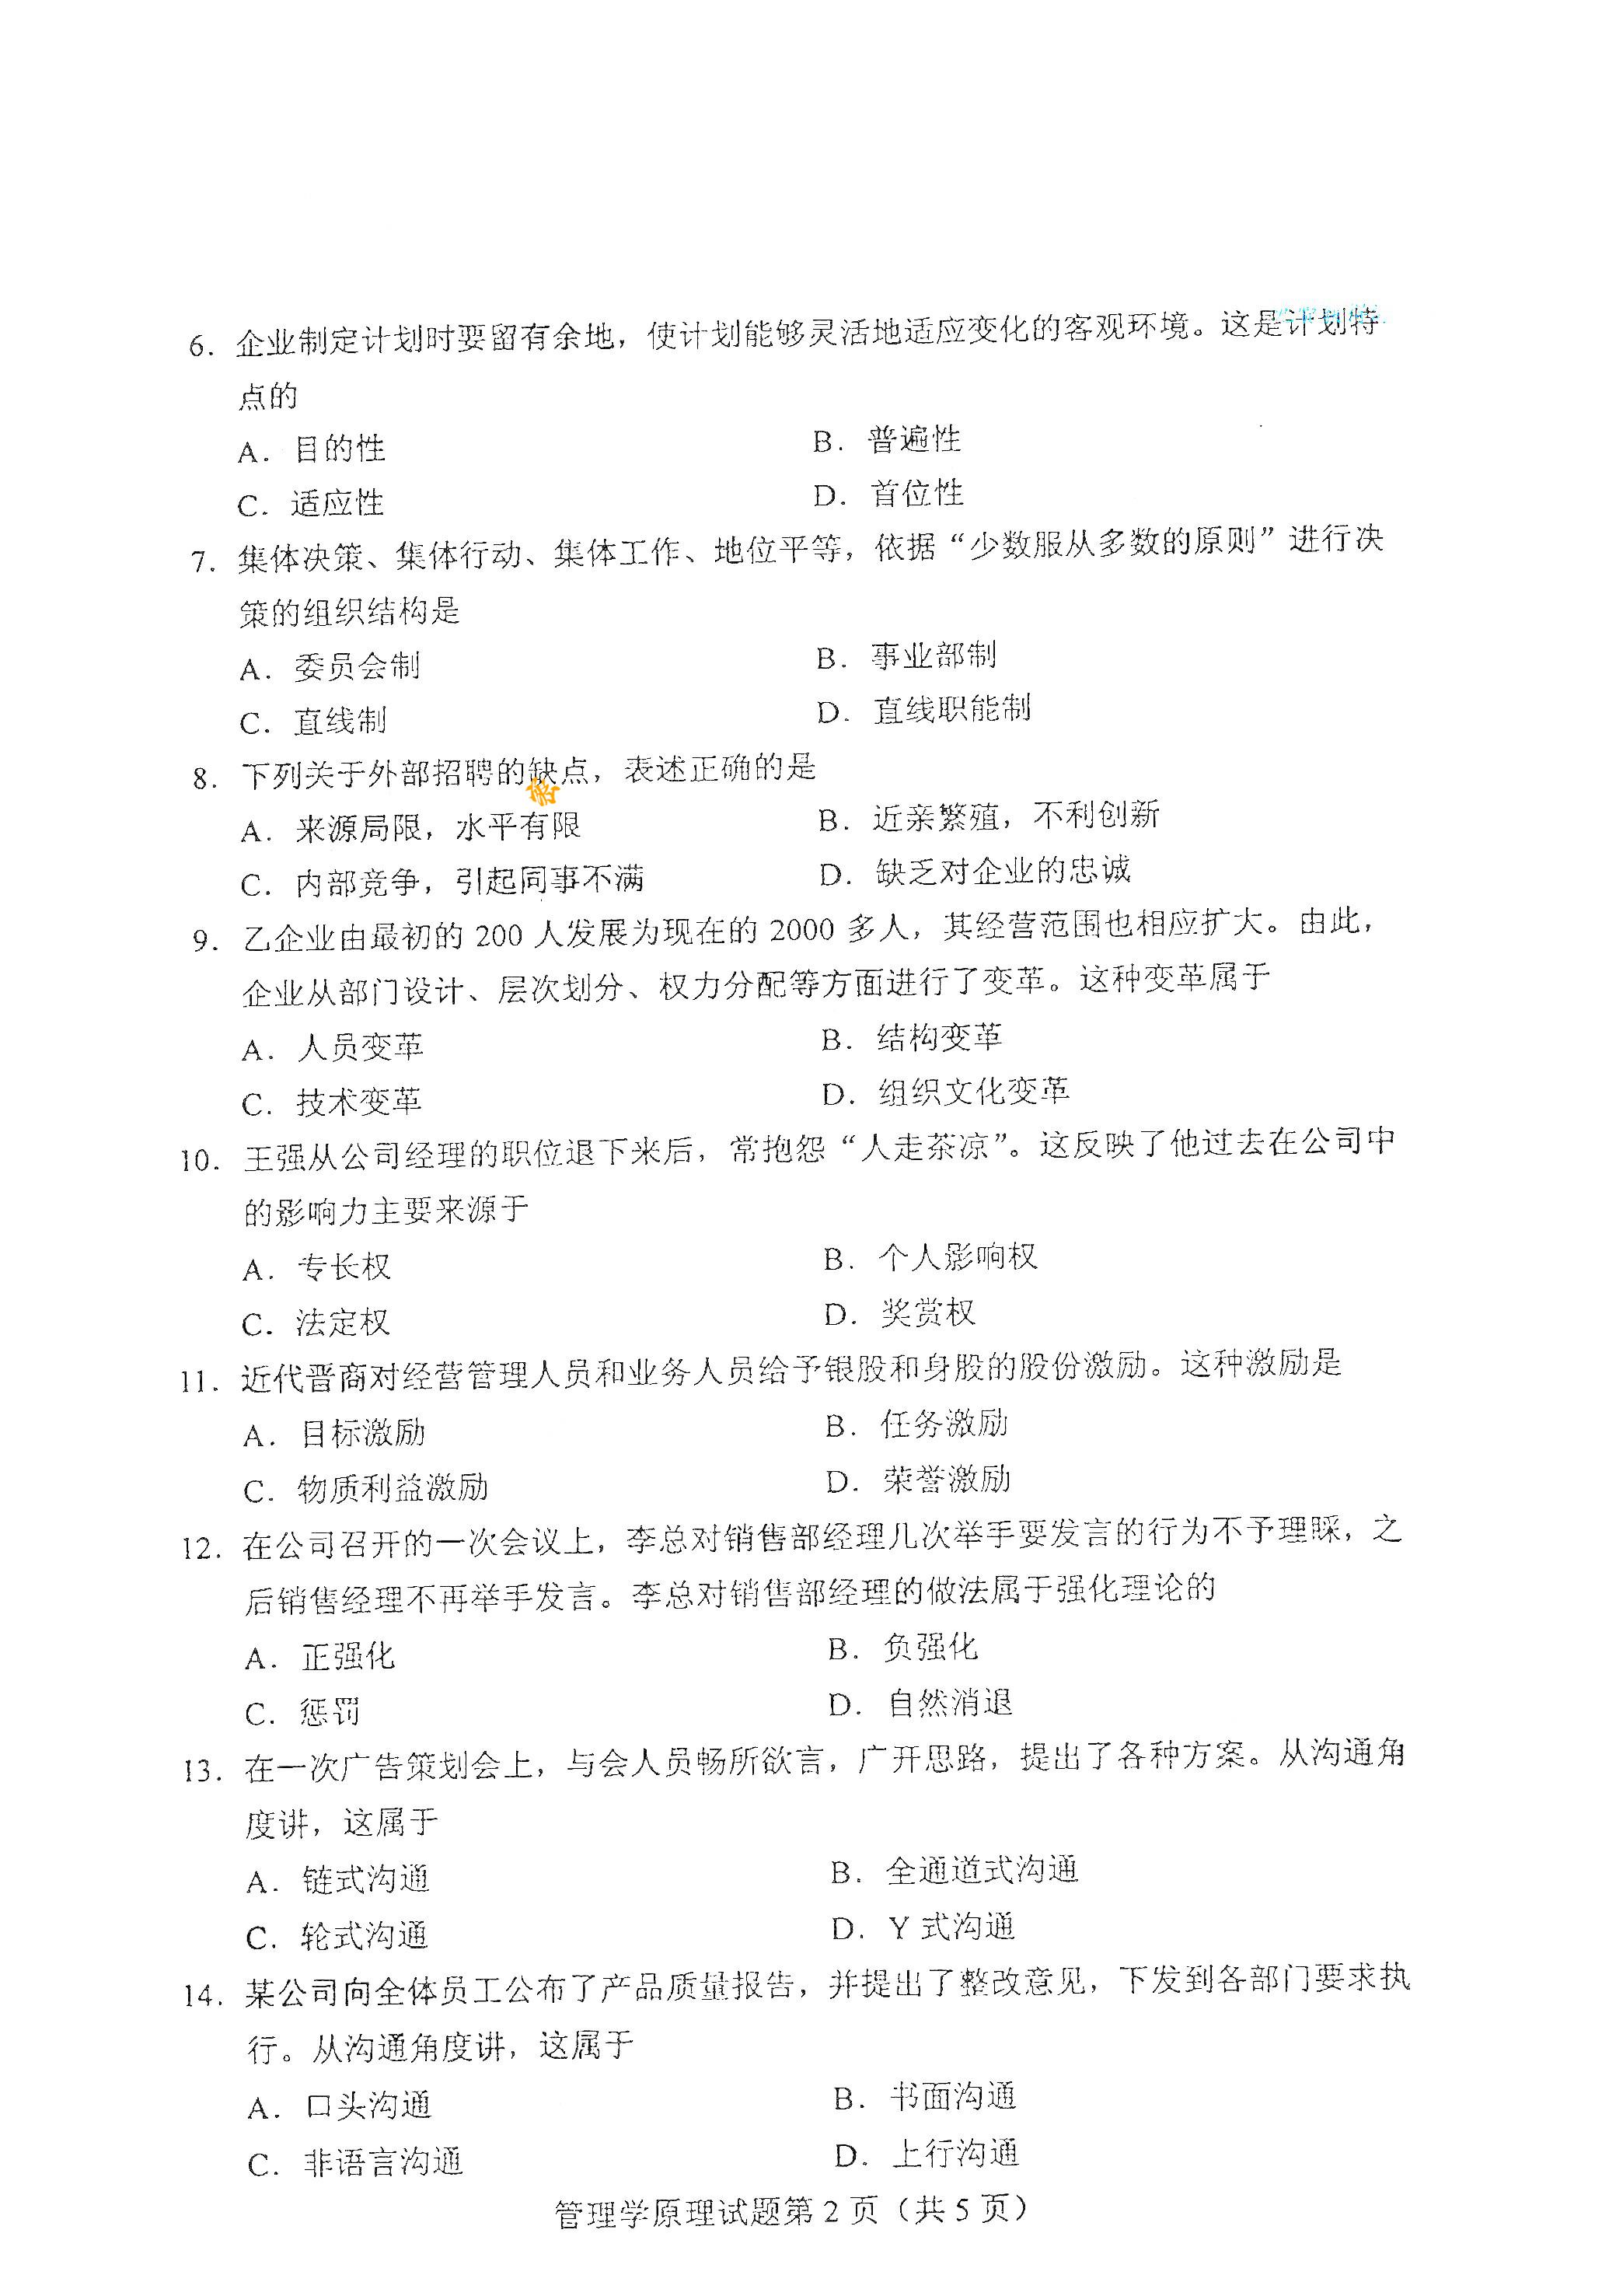 6. 企业制定计划时要留有余地，使计划能够灵活地适应变化的客观环境。这是计划特
点的
A. 目的性
B. 普遍性
C. 适应性
D. 首位性
7. 集体决策、集体行动、集体工作、地位平等，依据“少数服从多数的原则”进行决
策的组织结构是
A. 委员会制
B. 事业部制
C. 直线制
D. 直线职能制
8. 下列关于外部招聘的缺点，表述正确的是
A. 来源局限，水平有限
B. 近亲繁殖，不利创新
C. 内部竞争，引起同事不满
D. 缺乏对企业的忠诚
9. 乙企业由最初的 200 人发展为现在的 2000 多人，其经营范围也相应扩大。由此，
企业从部门设计、层次划分、权力分配等方面进行了变革。这种变革属于
A. 人员变革
B. 结构变革
C. 技术变革
D. 组织文化变革
10. 王强从公司经理的职位退下来后，常抱怨“人走茶凉”。这反映了他过去在公司中
的影响力主要来源于
A. 专长权
B. 个人影响权
C. 法定权
D. 奖赏权
11. 近代晋商对经营管理人员和业务人员给予银股和身股的股份激励。这种激励是
A. 目标激励
B. 任务激励
C. 物质利益激励
D. 荣誉激励
12. 在公司召开的一次会议上，李总对销售部经理几次举手要发言的行为不予理睬，之
后销售经理不再举手发言。李总对销售部经理的做法属于强化理论的
A. 正强化
B. 负强化
C. 惩罚
D. 自然消退
13. 在一次广告策划会上，与会人员畅所欲言，广开思路，提出了各种方案。从沟通角
度讲，这属于
A. 链式沟通
B. 全通道式沟通
C. 轮式沟通
D. Y 式沟通
14. 某公司向全体员工公布了产品质量报告，并提出了整改意见，下发到各部门要求执
行。从沟通角度讲，这属于
A. 口头沟通
B. 书面沟通
C. 非语言沟通
D. 上行沟通
管理学原理试题第 2 页（共 5 页）